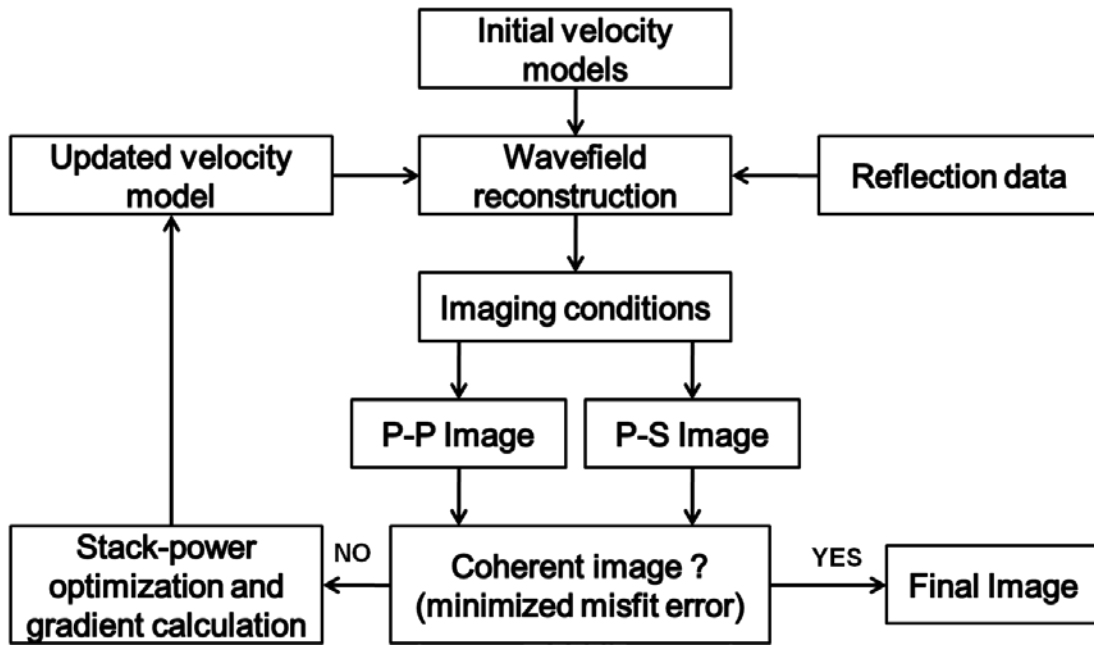 Initial velocity
models
Updated velocity
model
Wavefield
reconstruction
Reflection data
Imaging conditions
P-P Image
P-S Image
Stack-power
optimization and
gradient calculation
NO
Coherent image ?
(minimized misfit error)
YES
Final Image